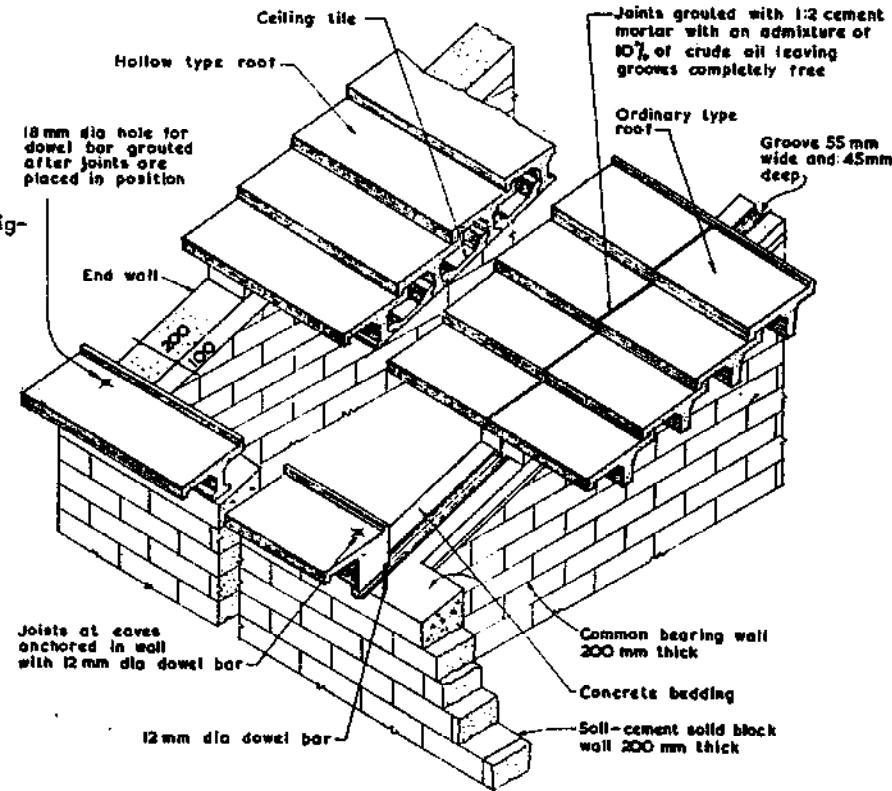 Ceiling tile
Hollow type roof
18 mm dia hole for
dowel bar grouted
after joints are
placed in position
ig-
End wall
200
100
Joints grouted with 1:2 cement
mortar with an admixture of
10% of crude oil leaving
grooves completely free
Ordinary type
roof
Groove 55 mm
wide and 45mm
deep
Joists at eaves
anchored in wall
with 12 mm dia dowel bar
12 mm dia dowel bar
Common bearing wall
200 mm thick
Concrete bedding
Soil-cement solid block
wall 200 mm thick